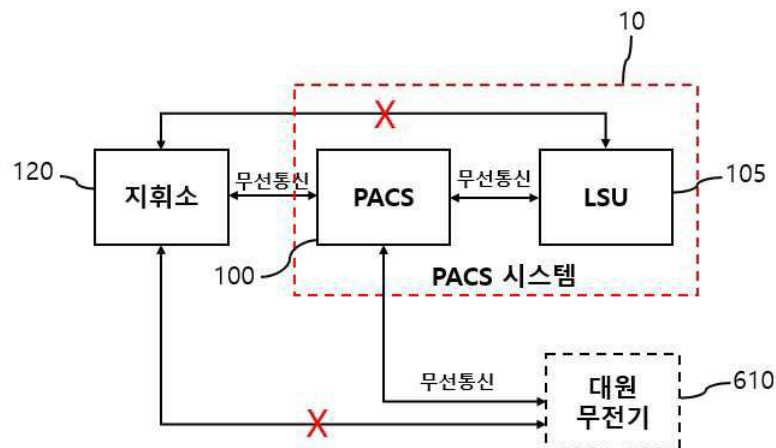 10
120
지휘소
무선통신
PACS
무선통신
LSU
105
100
PACS 시스템
무선통신
대원
무전기
610